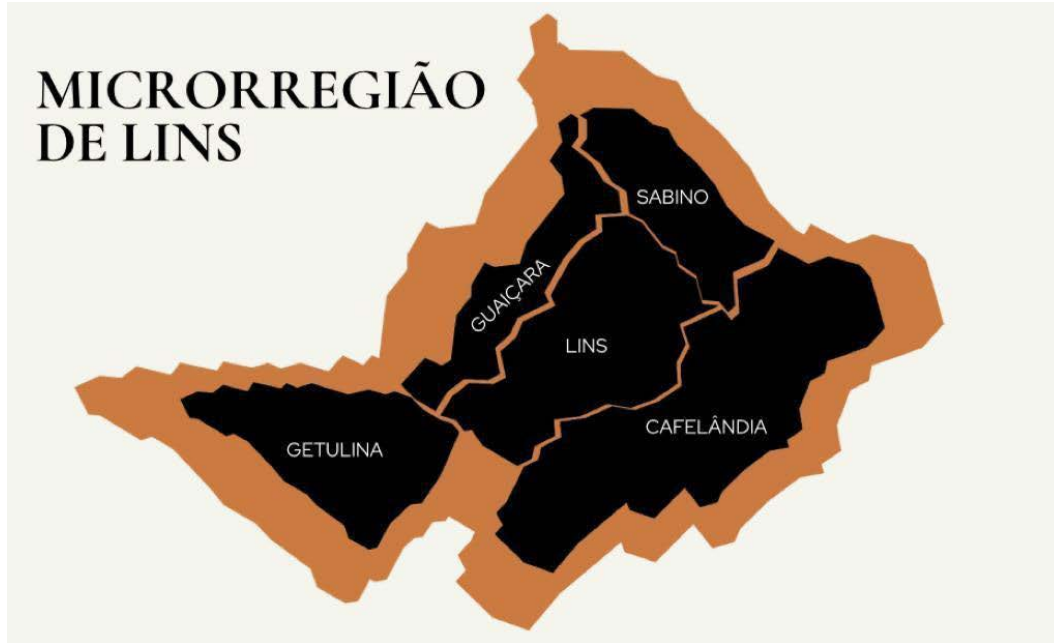 MICRORREGIÃO
DE LINS
SABINO
GUAIÇARA
LINS
CAFELÂNDIA
GETULINA